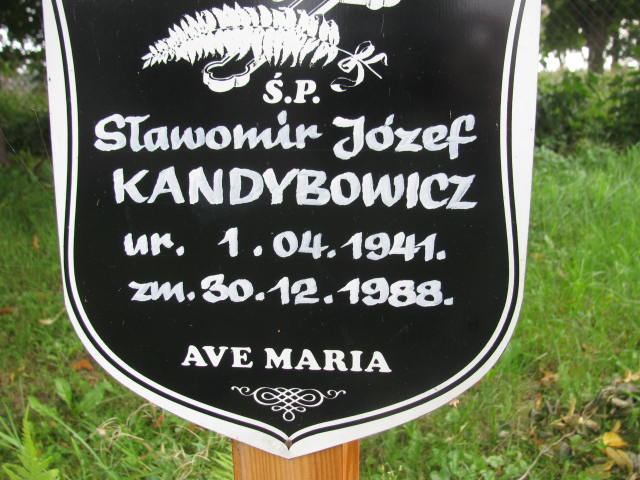 Ś.P.
Sławomir Józef
KANDYBOWICZ
ur. 1.04.1941.
zm.30.12.1988.
AVE MARIA